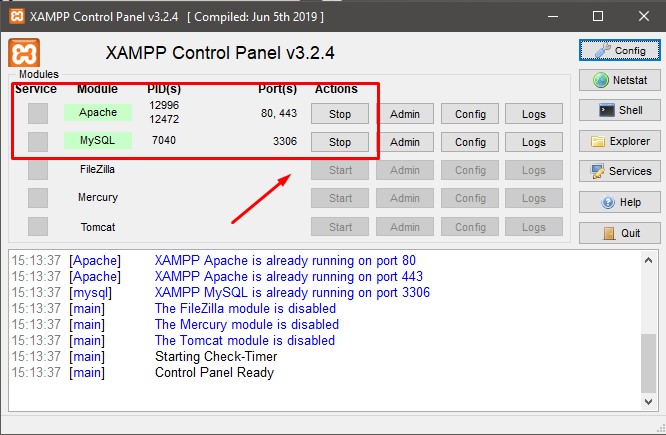 XAMPP Control Panel v3.2.4 [ Compiled: Jun 5th 2019 ]
XAMPP Control Panel v3.2.4
Config
Modules
Service Module PID(s) Port(s) Actions
Netstat
Apache 12996 12472 80, 443 Stop Admin Config Logs
Shell
MySQL 7040 3306 Stop Admin Config Logs
Explorer
FileZilla Start Admin Config Logs
Services
Mercury Start Admin Config Logs
Help
Tomcat Start Admin Config Logs
Quit
15:13:37 [Apache] XAMPP Apache is already running on port 80
15:13:37 [Apache] XAMPP Apache is already running on port 443
15:13:37 [mysql] XAMPP MySQL is already running on port 3306
15:13:37 [main] The FileZilla module is disabled
15:13:37 [main] The Mercury module is disabled
15:13:37 [main] The Tomcat module is disabled
15:13:37 [main] Starting Check-Timer
15:13:37 [main] Control Panel Ready